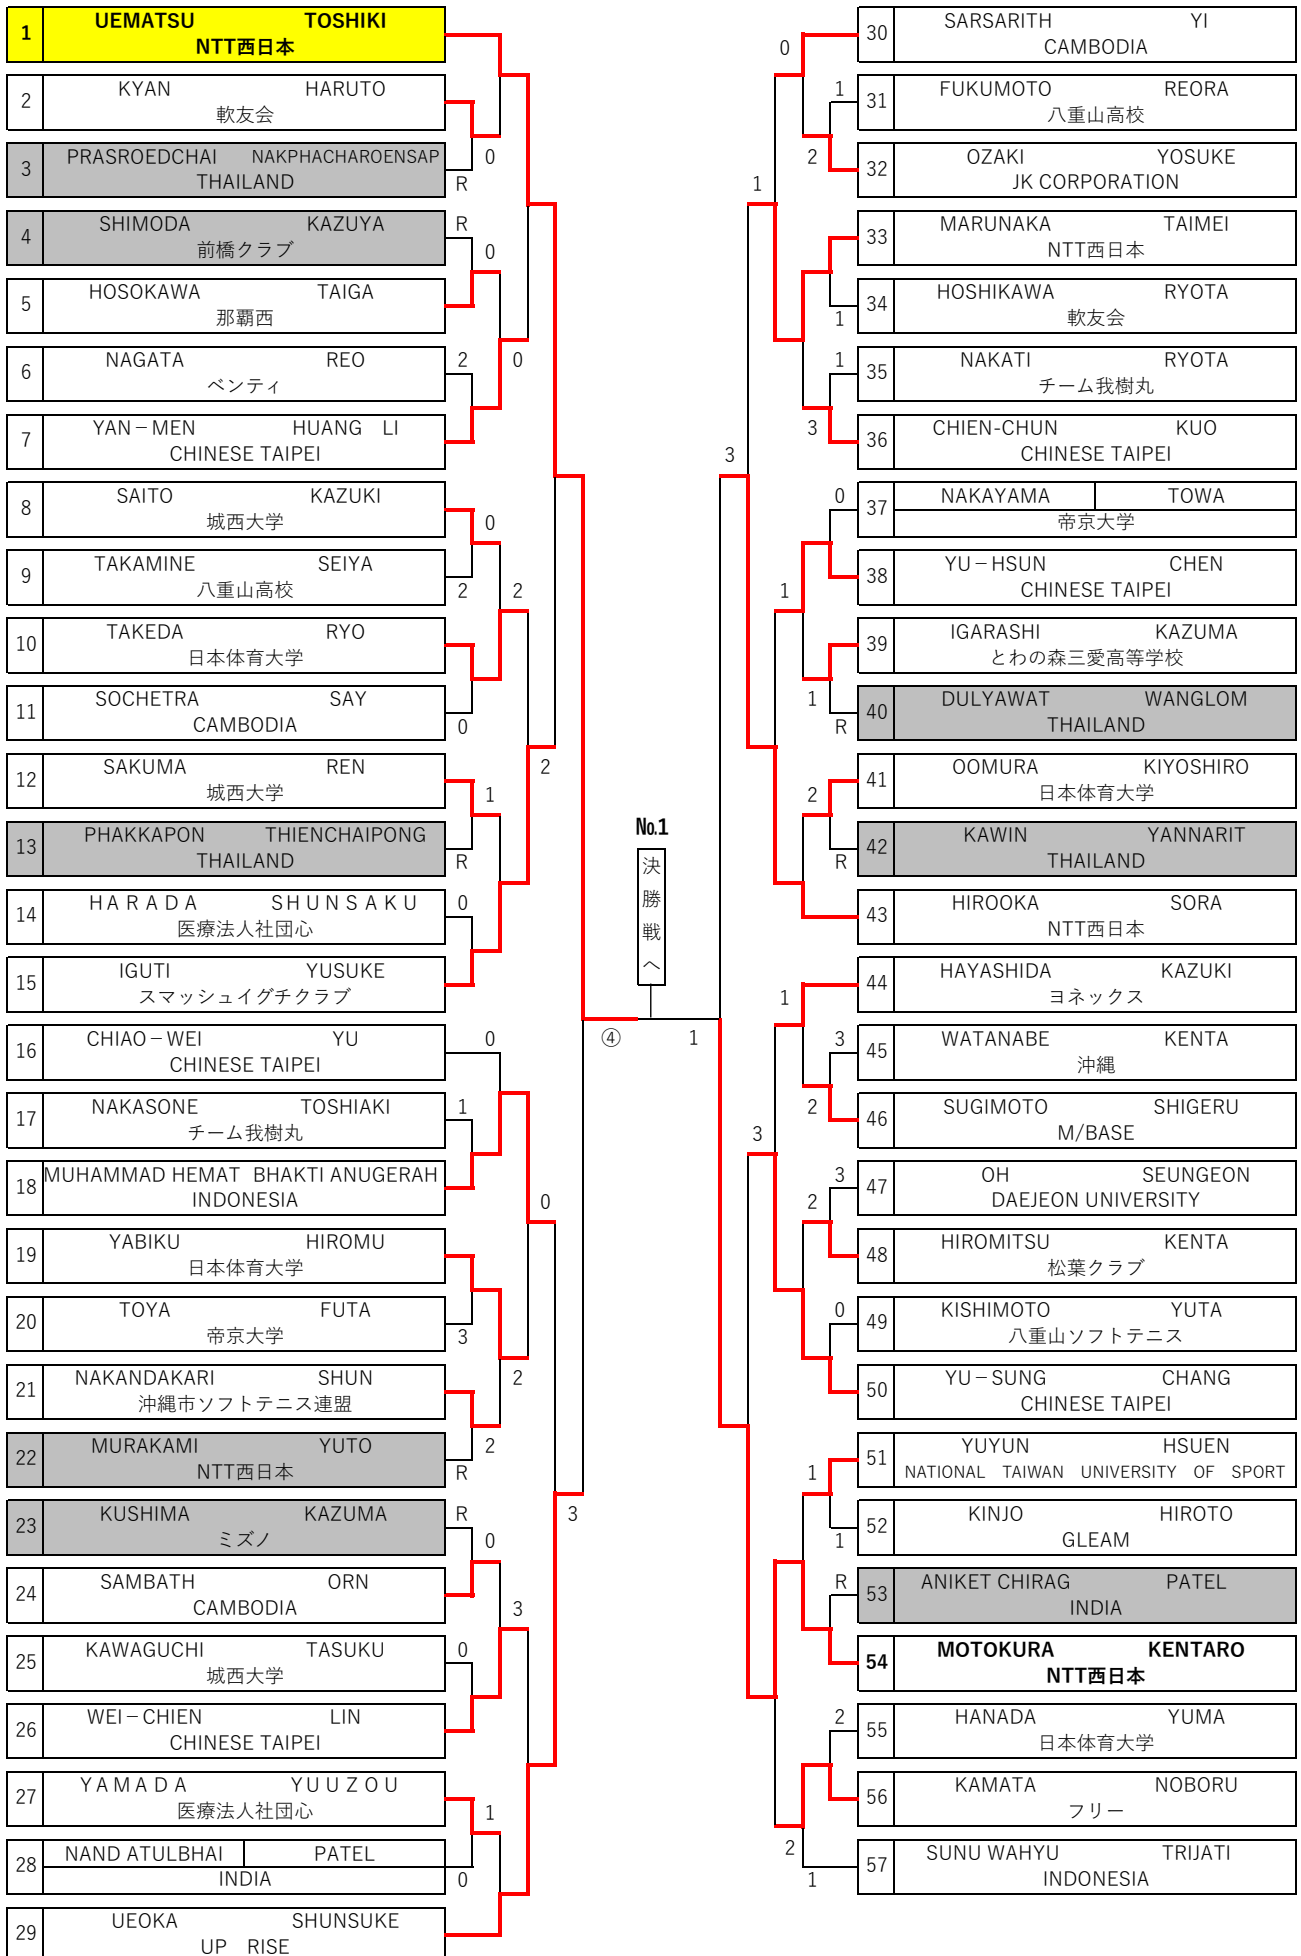 1 UEMATSU TOSHIKI
NTT西日本
2 KYAN HARUTO
軟友会
0
3 PRASROEDCHAI NAKPHACHAROENSAP
THAILAND
R
4 SHIMODA KAZUYA
前橋クラブ
R
0
5 HOSOKAWA TAIGA
那覇西
6 NAGATA REO
ベンティ
2
0
7 YAN－MEN HUANG LI
CHINESE TAIPEI
8 SAITO KAZUKI
城西大学
0
9 TAKAMINE SEIYA
八重山高校
2
2
10 TAKEDA RYO
日本体育大学
11 SOCHETRA SAY
CAMBODIA
0
2
12 SAKUMA REN
城西大学
1
13 PHAKKAPON THIENCHAIPONG
THAILAND
R
14 HARADA SHUNSAKU
医療法人社団心
0
15 IGUTI YUSUKE
スマッシュイグチクラブ
16 CHIAO－WEI YU
CHINESE TAIPEI
0
17 NAKASONE TOSHIAKI
チーム我樹丸
1
18 MUHAMMAD HEMAT BHAKTI ANUGERAH
INDONESIA
0
19 YABIKU HIROMU
日本体育大学
20 TOYA FUTA
帝京大学
3
21 NAKANDAKARI SHUN
沖縄市ソフトテニス連盟
2
2
22 MURAKAMI YUTO
NTT西日本
R
23 KUSHIMA KAZUMA
ミズノ
R
0
3
24 SAMBATH ORN
CAMBODIA
3
25 KAWAGUCHI TASUKU
城西大学
0
26 WEI－CHIEN LIN
CHINESE TAIPEI
27 YAMADA YUUZOU
医療法人社団心
1
28 NAND ATULBHAI PATEL
INDIA
0
29 UEOKA SHUNSUKE
UP RISE
№1
決勝戦へ
④ 1
30 SARSARITH YI
CAMBODIA
0
31 FUKUMOTO REORA
八重山高校
1
2
32 OZAKI YOSUKE
JK CORPORATION
1
33 MARUNAKA TAIMEI
NTT西日本
34 HOSHIKAWA RYOTA
軟友会
1
35 NAKATI RYOTA
チーム我樹丸
1
3
36 CHIEN-CHUN KUO
CHINESE TAIPEI
3
37 NAKAYAMA TOWA
帝京大学
0
38 YU－HSUN CHEN
CHINESE TAIPEI
1
39 IGARASHI KAZUMA
とわの森三愛高等学校
1
40 DULYAWAT WANGLOM
THAILAND
R
41 OOMURA KIYOSHIRO
日本体育大学
2
42 KAWIN YANNARIT
THAILAND
R
43 HIROOKA SORA
NTT西日本
44 HAYASHIDA KAZUKI
ヨネックス
1
45 WATANABE KENTA
沖縄
3
2
46 SUGIMOTO SHIGERU
M/BASE
3
47 OH SEUNGEON
DAEJEON UNIVERSITY
3
2
48 HIROMITSU KENTA
松葉クラブ
49 KISHIMOTO YUTA
八重山ソフトテニス
0
50 YU－SUNG CHANG
CHINESE TAIPEI
51 YUYUN HSUEN
NATIONAL TAIWAN UNIVERSITY OF SPORT
1
52 KINJO HIROTO
GLEAM
1
53 ANIKET CHIRAG PATEL
INDIA
R
54 MOTOKURA KENTARO
NTT西日本
55 HANADA YUMA
日本体育大学
2
56 KAMATA NOBORU
フリー
2
57 SUNU WAHYU TRIJATI
INDONESIA
1